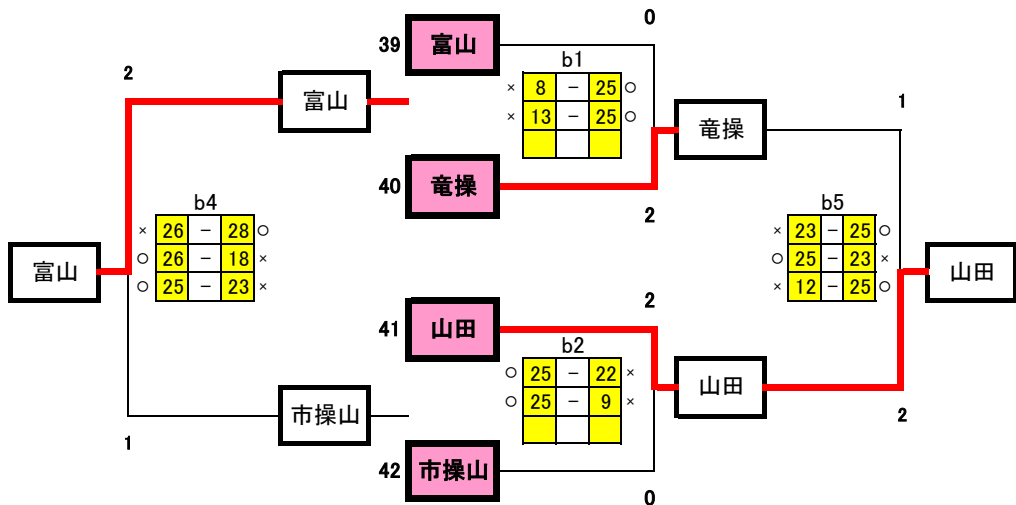 0
39 富山
b1
2
富山
× 8 － 25 ○
× 13 － 25 ○
竜操
1
40 竜操
2
b4
× 26 － 28 ○
○ 26 － 18 ×
○ 25 － 23 ×
b5
× 23 － 25 ○
○ 25 － 23 ×
× 12 － 25 ○
富山
山田
2
41 山田
b2
○ 25 － 22 ×
○ 25 － 9 ×
山田
市操山
1
2
42 市操山
0